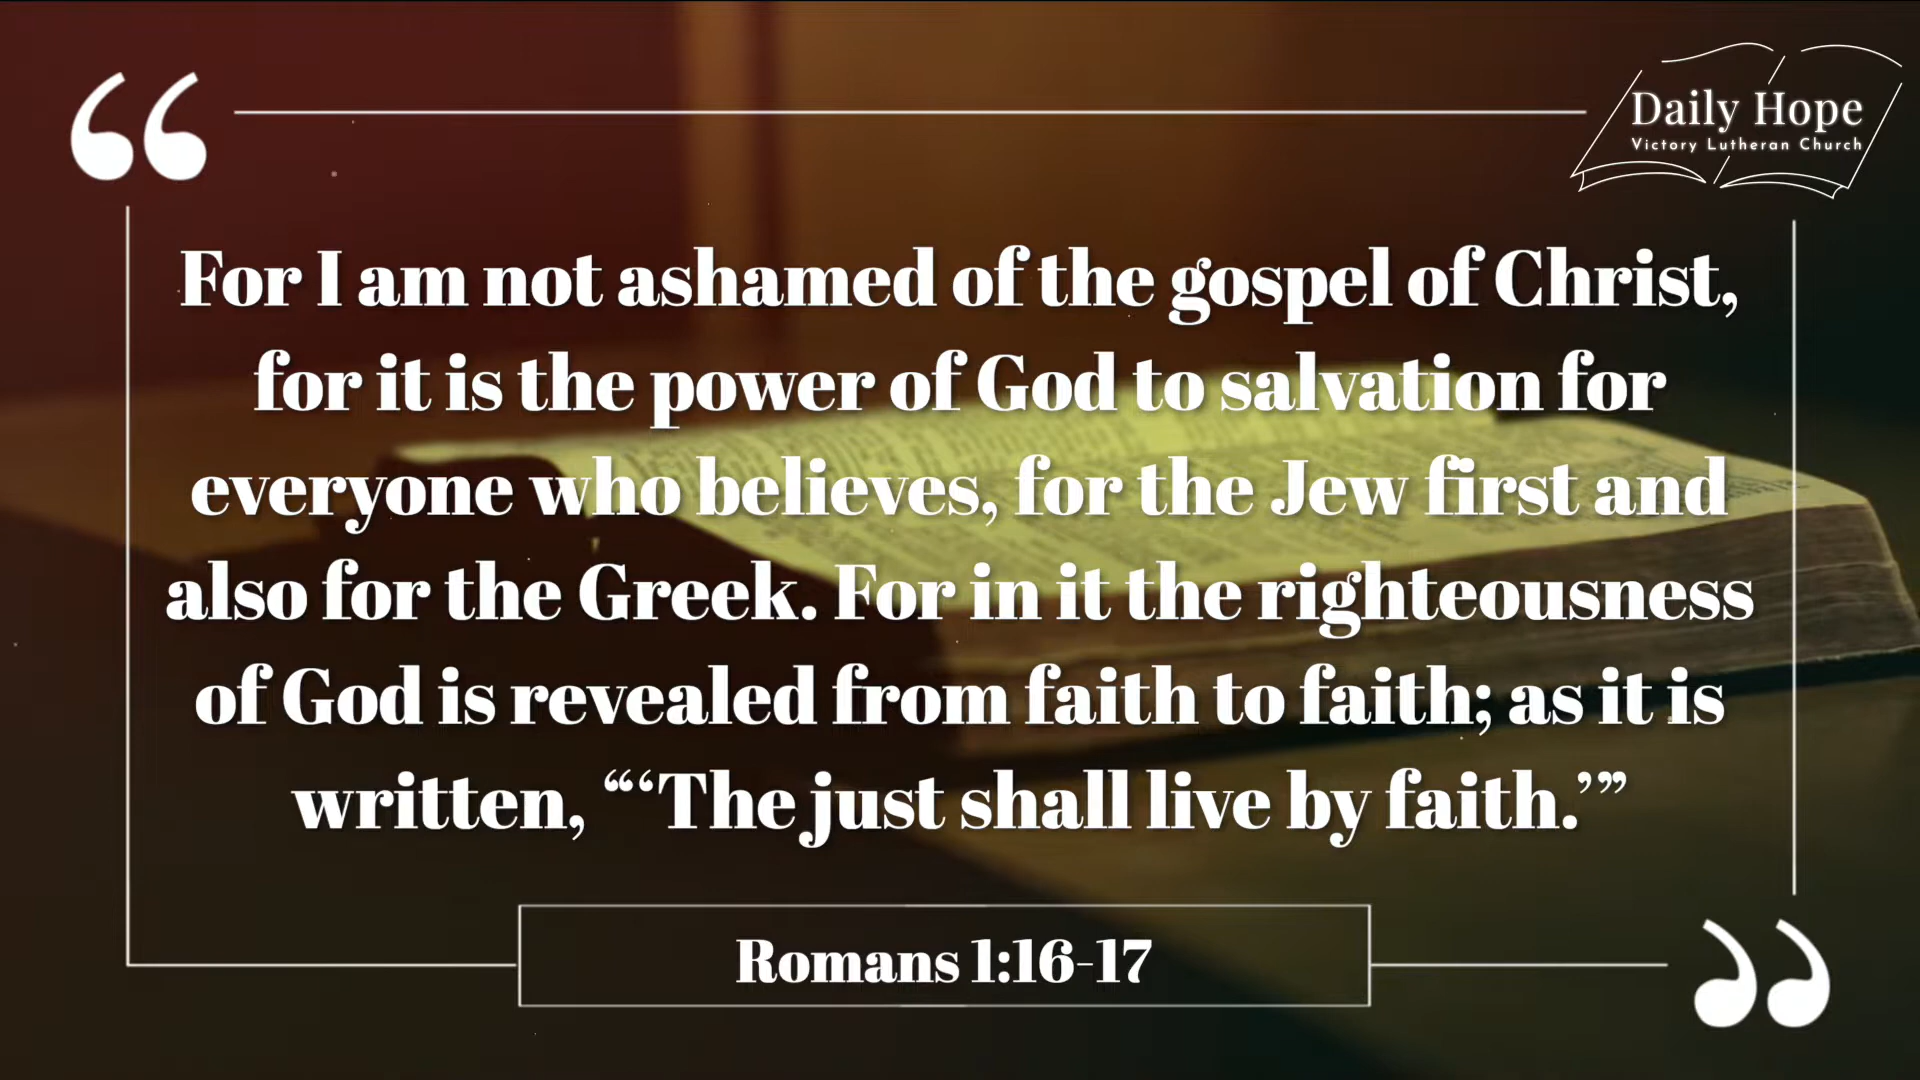 Daily Hope
Victory Lutheran Church
“
For I am not ashamed of the gospel of Christ,
for it is the power of God to salvation for
everyone who believes, for the Jew first and
also for the Greek. For in it the righteousness
of God is revealed from faith to faith; as it is
written, “‘The just shall live by faith.’”
Romans 1:16-17
”